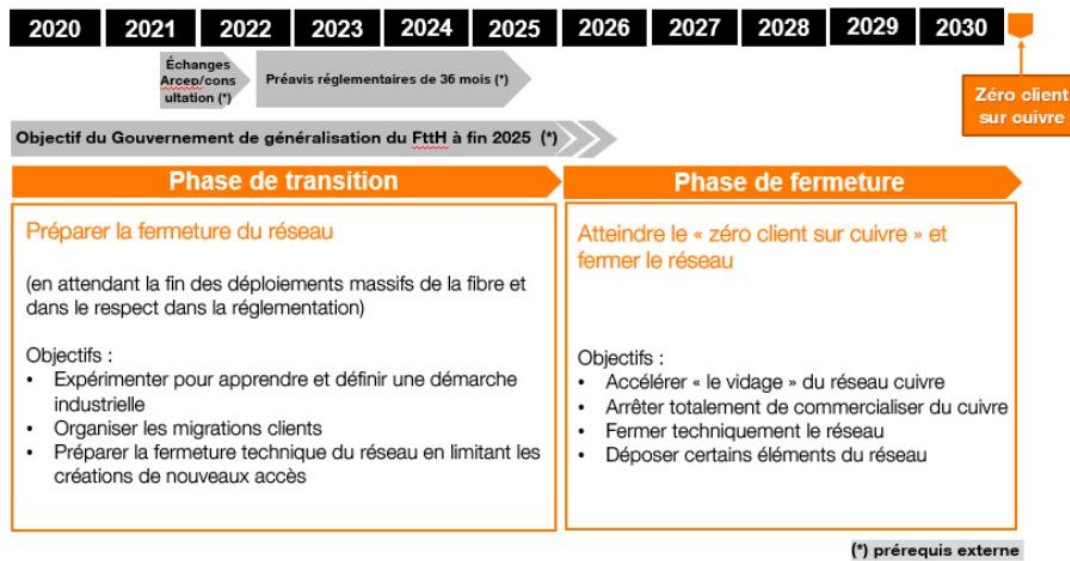 2020 2021 2022 2023 2024 2025 2026 2027 2028 2029 2030
Échanges
Arcep/cons
ultation (*)
Préavis réglementaires de 36 mois (*)
Zéro client
sur cuivre
Objectif du Gouvernement de généralisation du FttH à fin 2025 (*)
Phase de transition
Préparer la fermeture du réseau
(en attendant la fin des déploiements massifs de la fibre et
dans le respect dans la réglementation)
Objectifs :
• Expérimenter pour apprendre et définir une démarche
industrielle
• Organiser les migrations clients
• Préparer la fermeture technique du réseau en limitant les
créations de nouveaux accès
Phase de fermeture
Atteindre le « zéro client sur cuivre » et
fermer le réseau
Objectifs :
• Accélérer « le vidage » du réseau cuivre
• Arrêter totalement de commercialiser du cuivre
• Fermer techniquement le réseau
• Déposer certains éléments du réseau
(*) prérequis externe